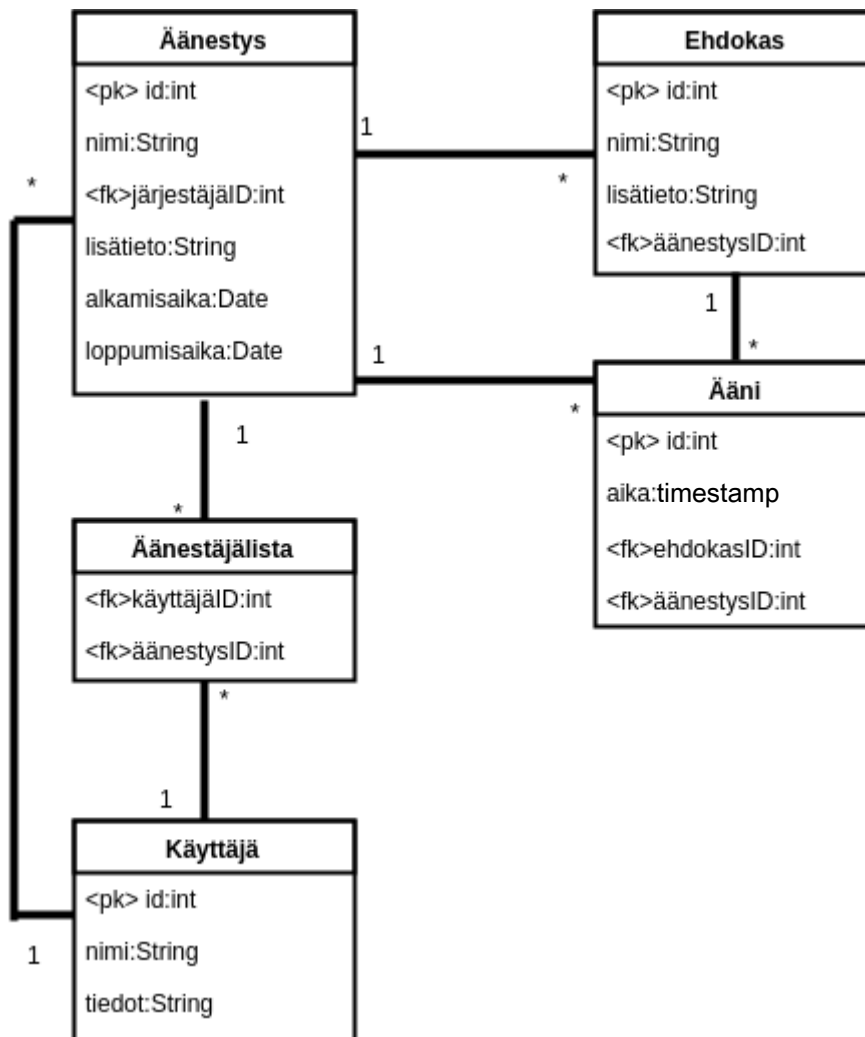 Äänestys
<pk> id:int
nimi:String
<fk>järjestäjäID:int
lisätieto:String
alkamisaika:Date
loppumisaika:Date
Ehdokas
<pk> id:int
nimi:String
lisätieto:String
<fk>äänestysID:int
1
*
*
1
*
1
*
Ääni
<pk> id:int
aika:timestamp
<fk>ehdokasID:int
<fk>äänestysID:int
1
*
Äänestäjälista
<fk>käyttäjäID:int
<fk>äänestysID:int
*
1
Käyttäjä
<pk> id:int
nimi:String
tiedot:String
1